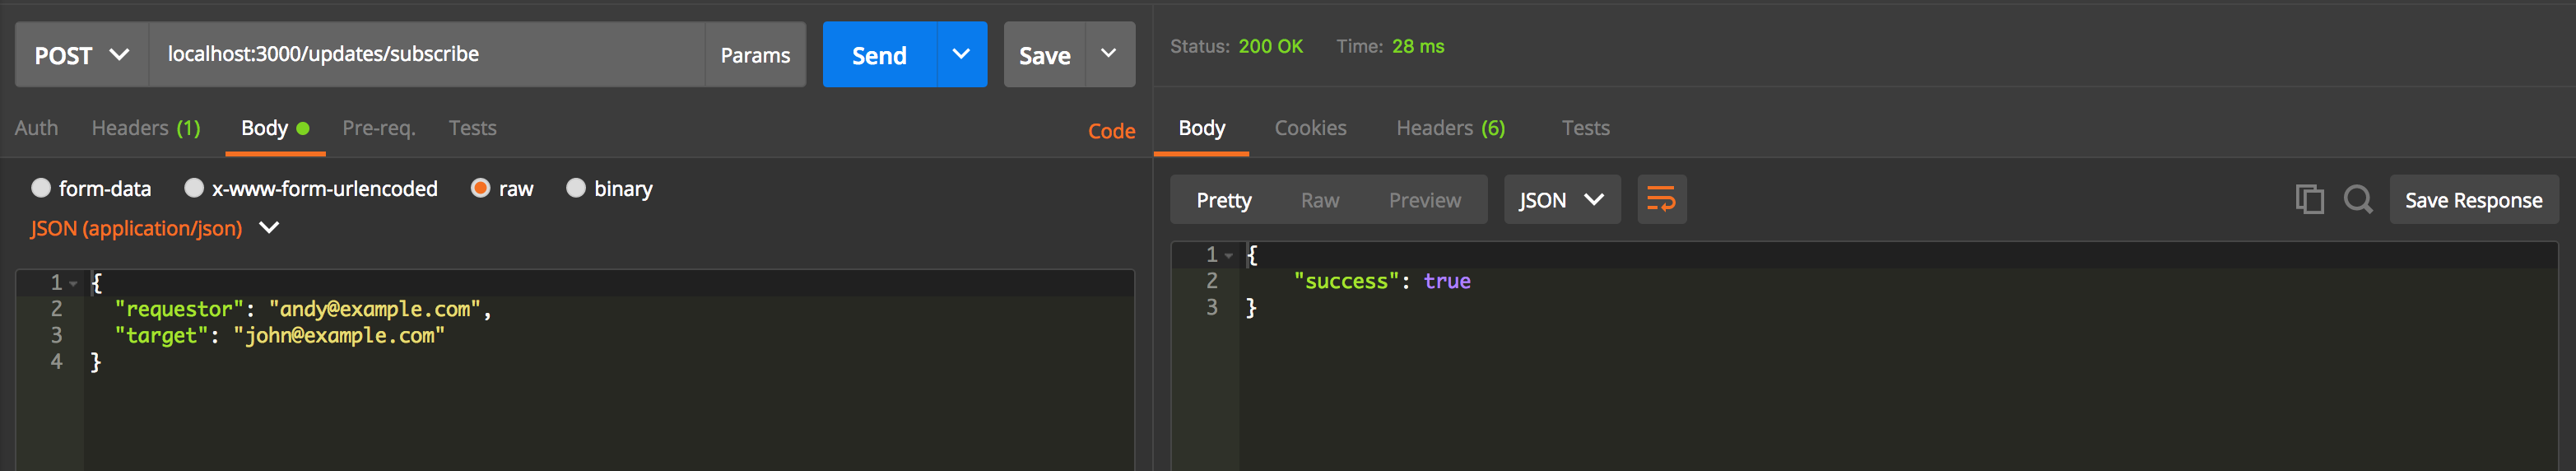 POST localhost:3000/updates/subscribe Params Send Save
Auth Headers (1) Body Pre-req. Tests Code
form-data x-www-form-urlencoded raw binary
JSON (application/json)
1 {
2 "requestor": "andy@example.com",
3 "target": "john@example.com"
4 }
Status: 200 OK Time: 28 ms
Body Cookies Headers (6) Tests
Pretty Raw Preview JSON Save Response
1 {
2 "success": true
3 }